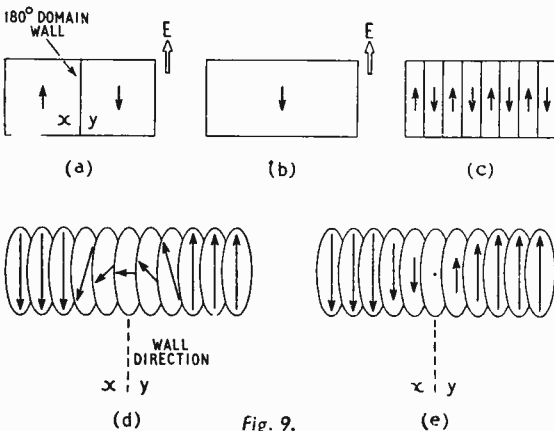 180° DOMAIN
WALL
E
E
x y
(a)
(b)
(c)
WALL
DIRECTION
x y
x y
(d)
Fig. 9.
(e)